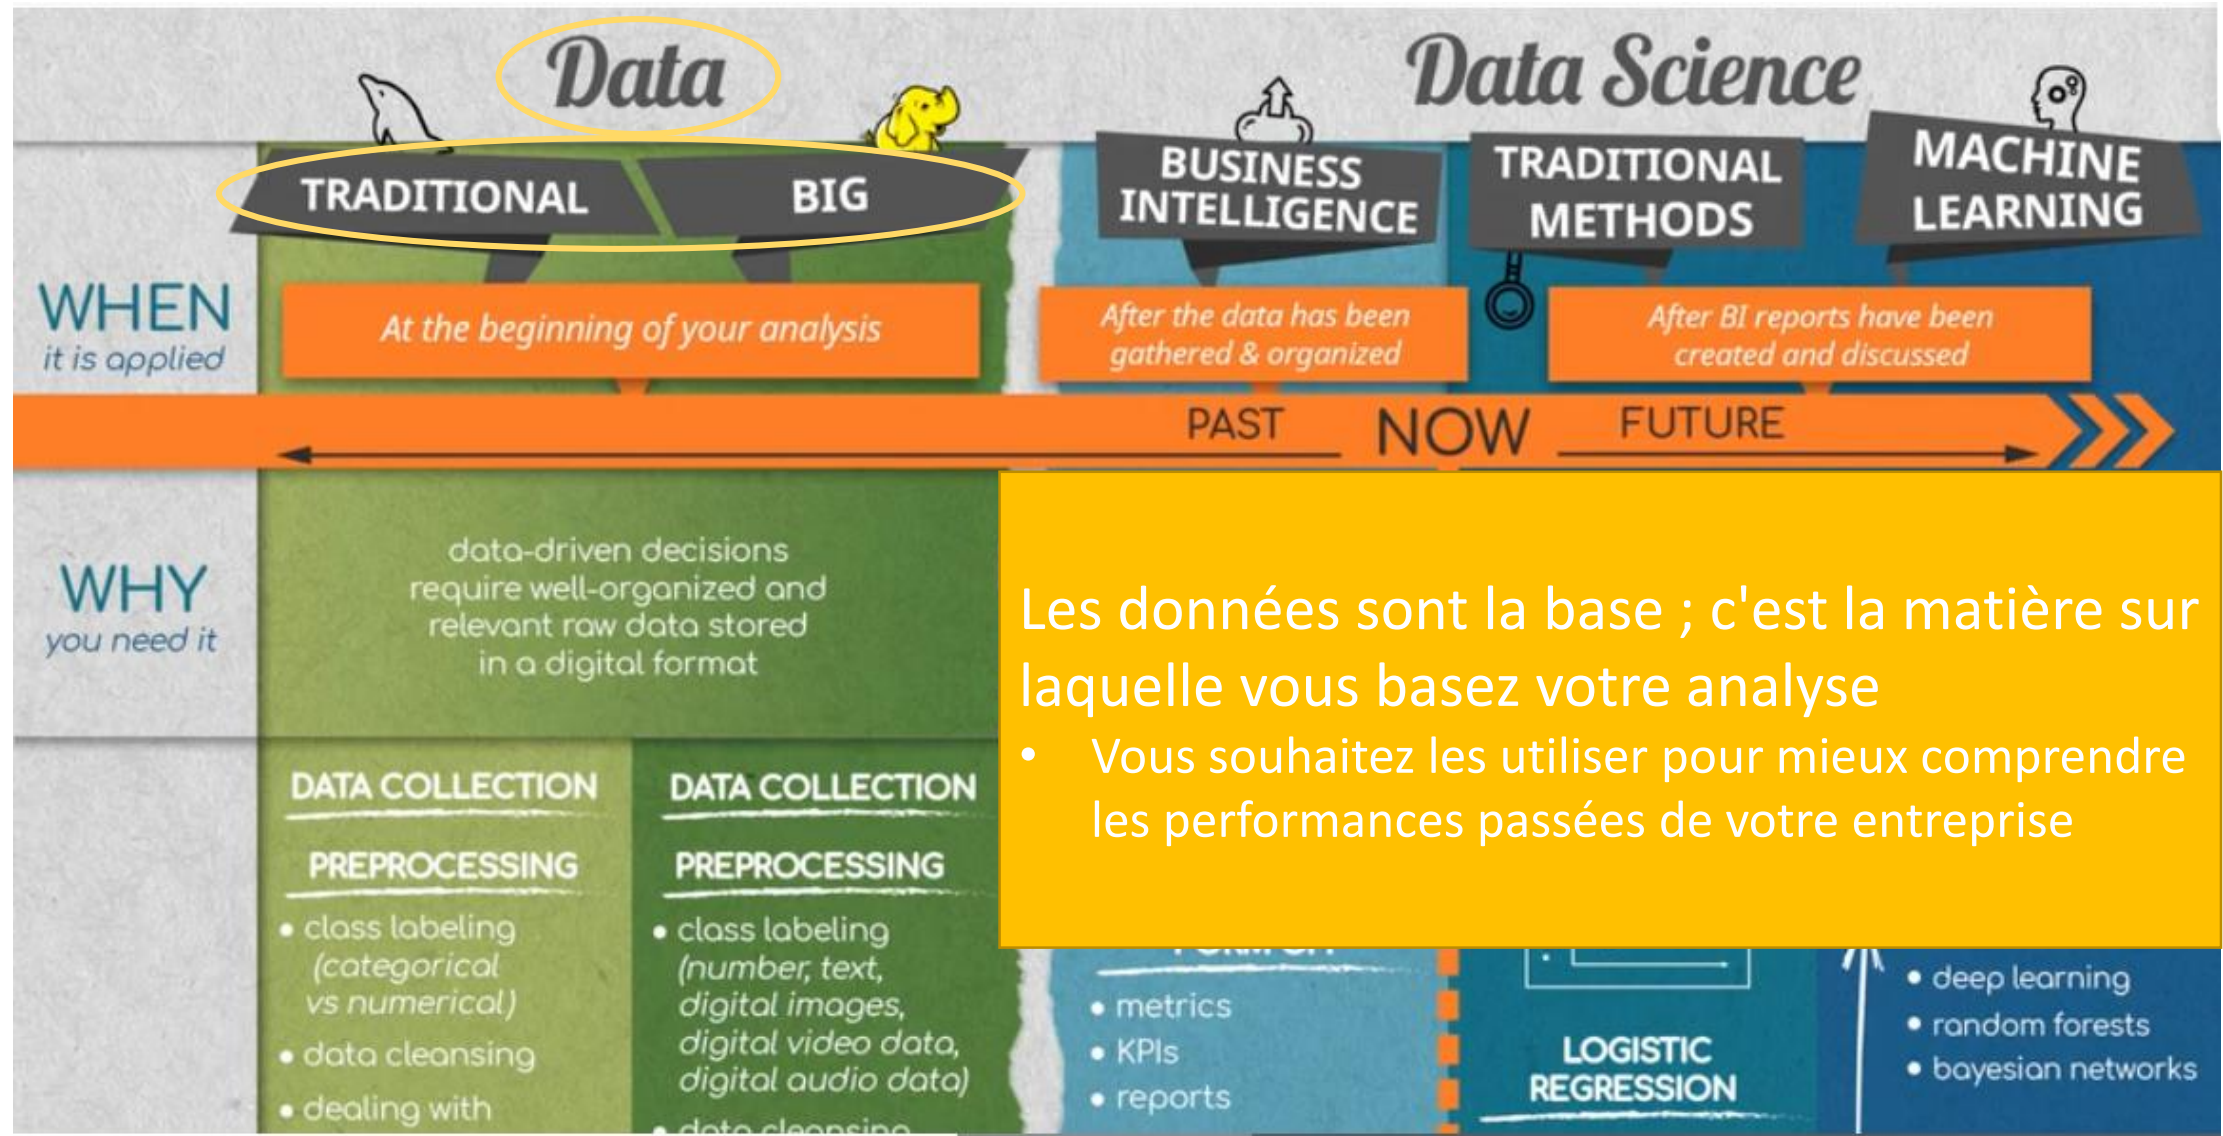 Data
Data Science
TRADITIONAL
BIG
BUSINESS
INTELLIGENCE
TRADITIONAL
METHODS
MACHINE
LEARNING
WHEN
it is applied
At the beginning of your analysis
After the data has been
gathered & organized
After BI reports have been
created and discussed
PAST
NOW
FUTURE
WHY
you need it
data-driven decisions
require well-organized and
relevant raw data stored
in a digital format
Les données sont la base ; c'est la matière sur
laquelle vous basez votre analyse
• Vous souhaitez les utiliser pour mieux comprendre
les performances passées de votre entreprise
DATA COLLECTION
PREPROCESSING
• class labeling
(categorical
vs numerical)
• data cleansing
• dealing with
DATA COLLECTION
PREPROCESSING
• class labeling
(number, text,
digital images,
digital video data,
digital audio data)
• data cleansing
• metrics
• KPIs
• reports
LOGISTIC
REGRESSION
• deep learning
• random forests
• bayesian networks